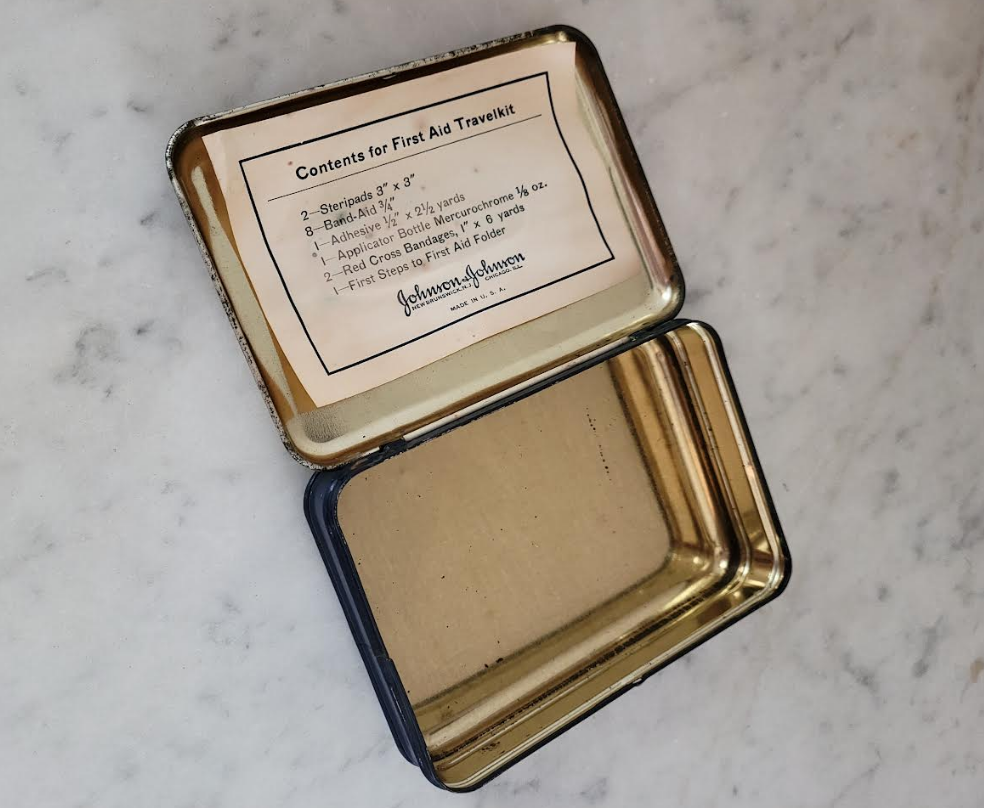 Contents for First Aid Travelkit
2—Steripads 3" x 3"
8—Band-Aid ¾"
1—Adhesive ½" x 2½ yards
1—Applicator Bottle Mercurochrome ⅛ oz.
2—Red Cross Bandages, 1" x 6 yards
1—First Steps to First Aid Folder
Johnson & Johnson
NEW BRUNSWICK, N.J. CHICAGO, ILL.
MADE IN U. S. A.